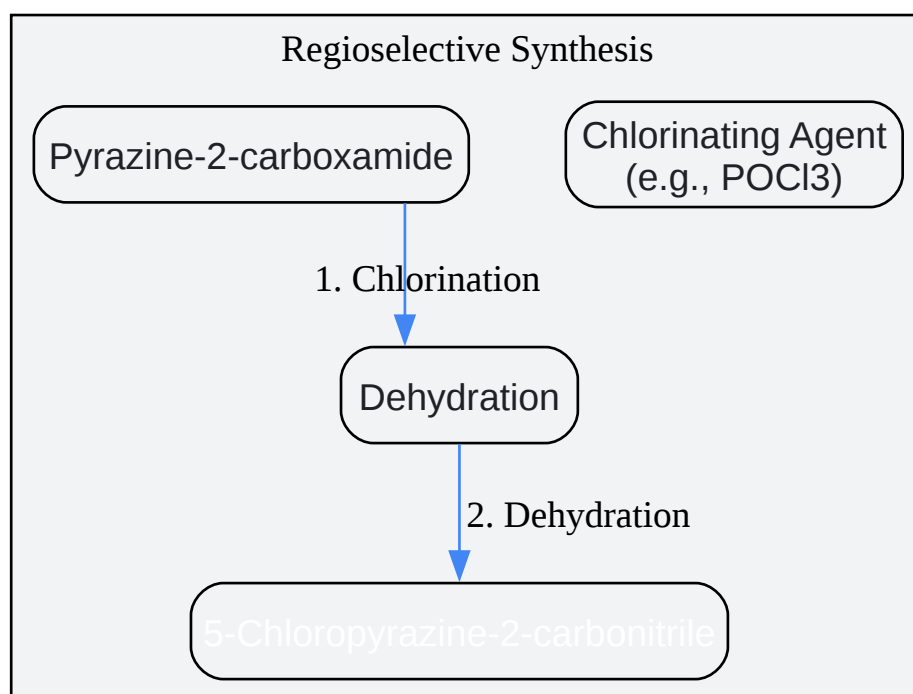 Regioselective Synthesis
Pyrazine-2-carboxamide
Chlorinating Agent
(e.g., POCl3)
1. Chlorination
Dehydration
2. Dehydration
5-Chloropyrazine-2-carbonitrile